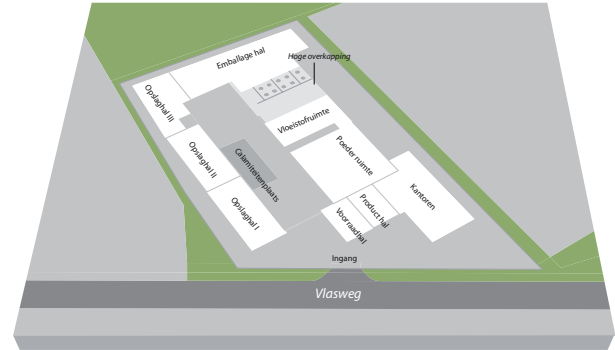 Emballage hal
Hoge overkapping
Opslaghal III
Vloeistofruimte
Opslaghal II
Poeder ruimte
Calamiteitenplaats
Kantoren
Opslaghal I
Product hal
Voorraadhal
Ingang
Vlasweg